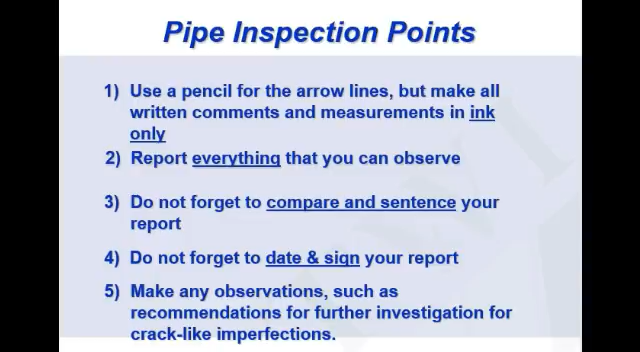 Pipe Inspection Points
1) Use a pencil for the arrow lines, but make all
written comments and measurements in ink
only
2) Report everything that you can observe
3) Do not forget to compare and sentence your
report
4) Do not forget to date & sign your report
5) Make any observations, such as
recommendations for further investigation for
crack-like imperfections.